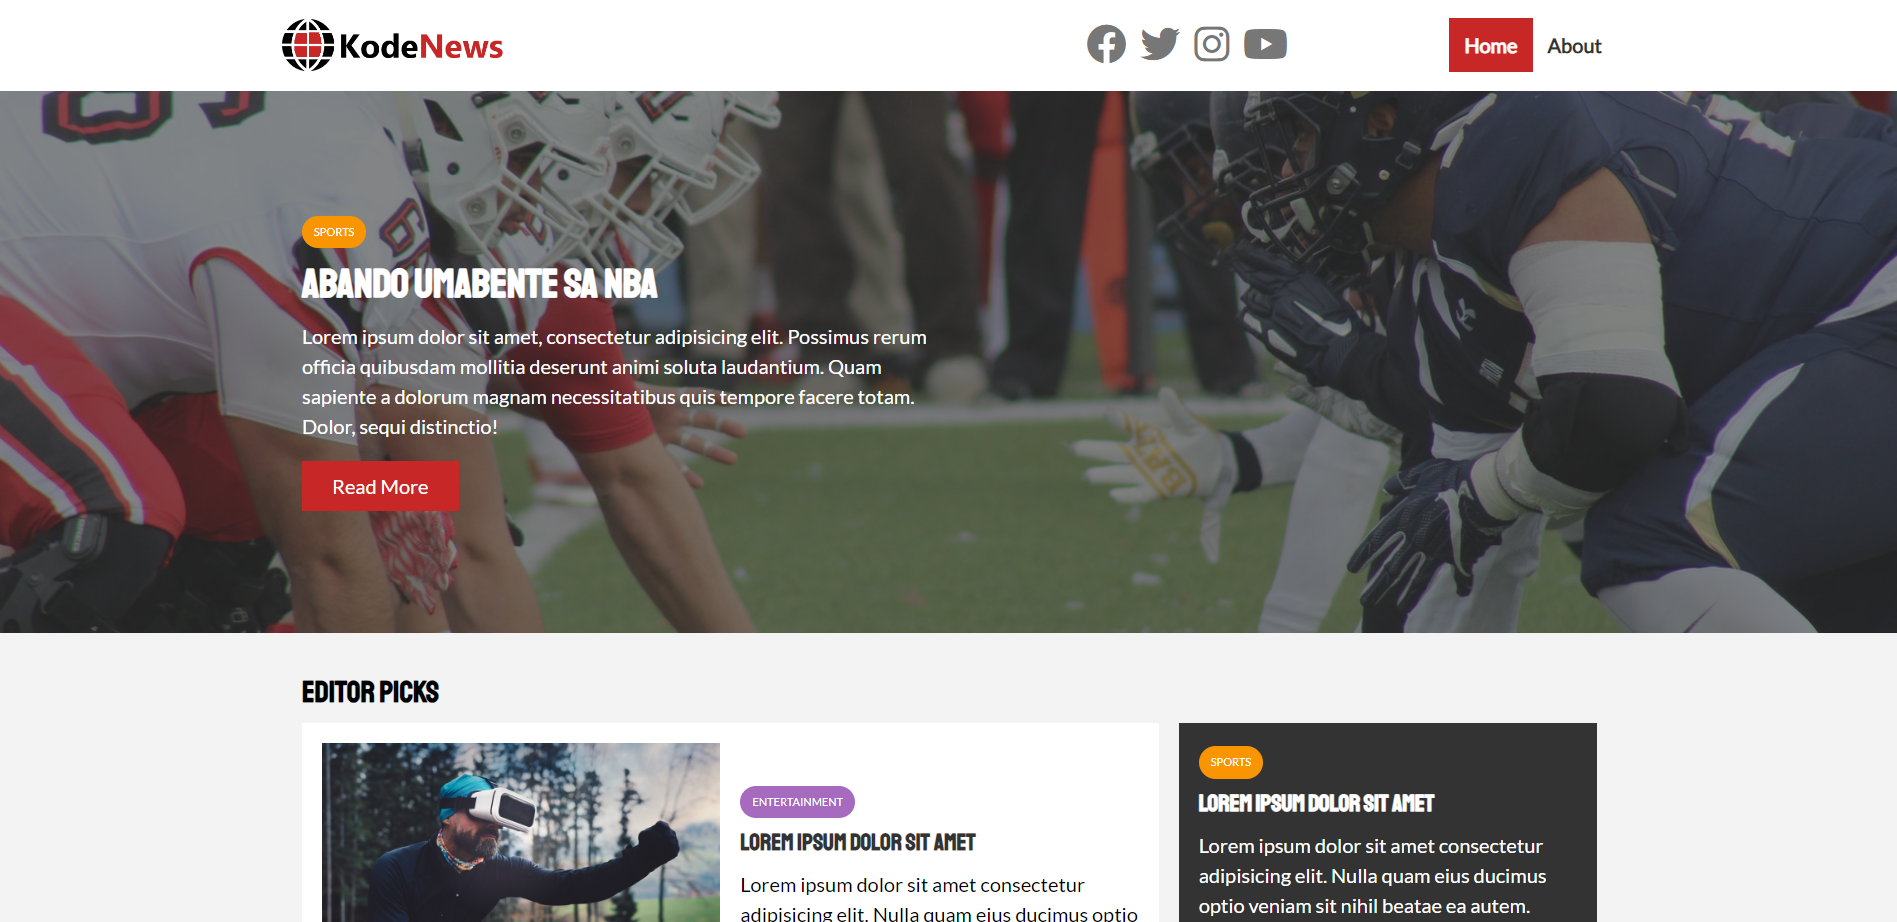 KodeNews
Home
About
SPORTS
ABANDO UMABENTE SA NBA
Lorem ipsum dolor sit amet, consectetur adipisicing elit. Possimus rerum
officia quibusdam mollitia deserunt animi soluta laudantium. Quam
sapiente a dolorum magnam necessitatibus quis tempore facere totam.
Dolor, sequi distinctio!
Read More
EDITOR PICKS
ENTERTAINMENT
LOREM IPSUM DOLOR SIT AMET
Lorem ipsum dolor sit amet consectetur
adipisicing elit. Nulla quam eius ducimus optio
SPORTS
LOREM IPSUM DOLOR SIT AMET
Lorem ipsum dolor sit amet consectetur
adipisicing elit. Nulla quam eius ducimus
optio veniam sit nihil beatae ea autem.